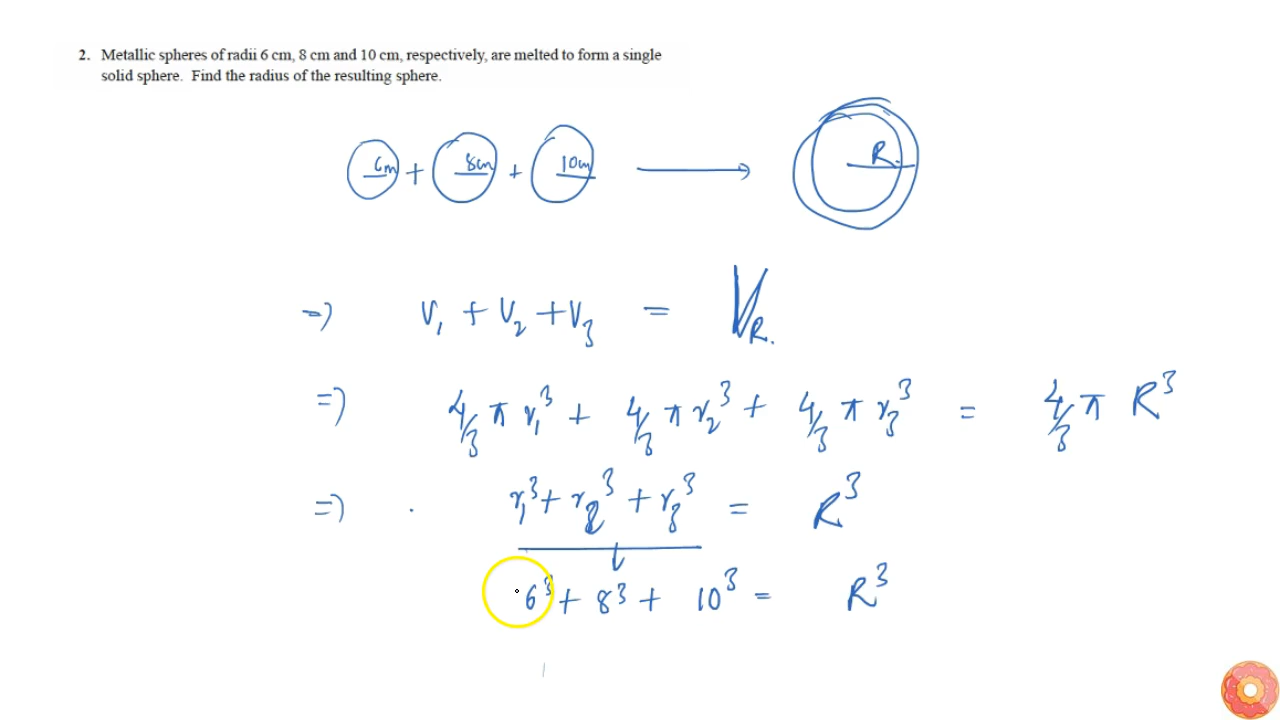 2. Metallic spheres of radii 6 cm, 8 cm and 10 cm, respectively, are melted to form a single
solid sphere. Find the radius of the resulting sphere.
6m + 8cm + 10cm ⟶ R.
⇒ V₁ + V₂ + V₃ = V_R.
⇒ 4/3 π r₁³ + 4/3 π r₂³ + 4/3 π r₃³ = 4/3 π R³
⇒ r₁³ + r₂³ + r₃³ = R³
6³ + 8³ + 10³ = R³